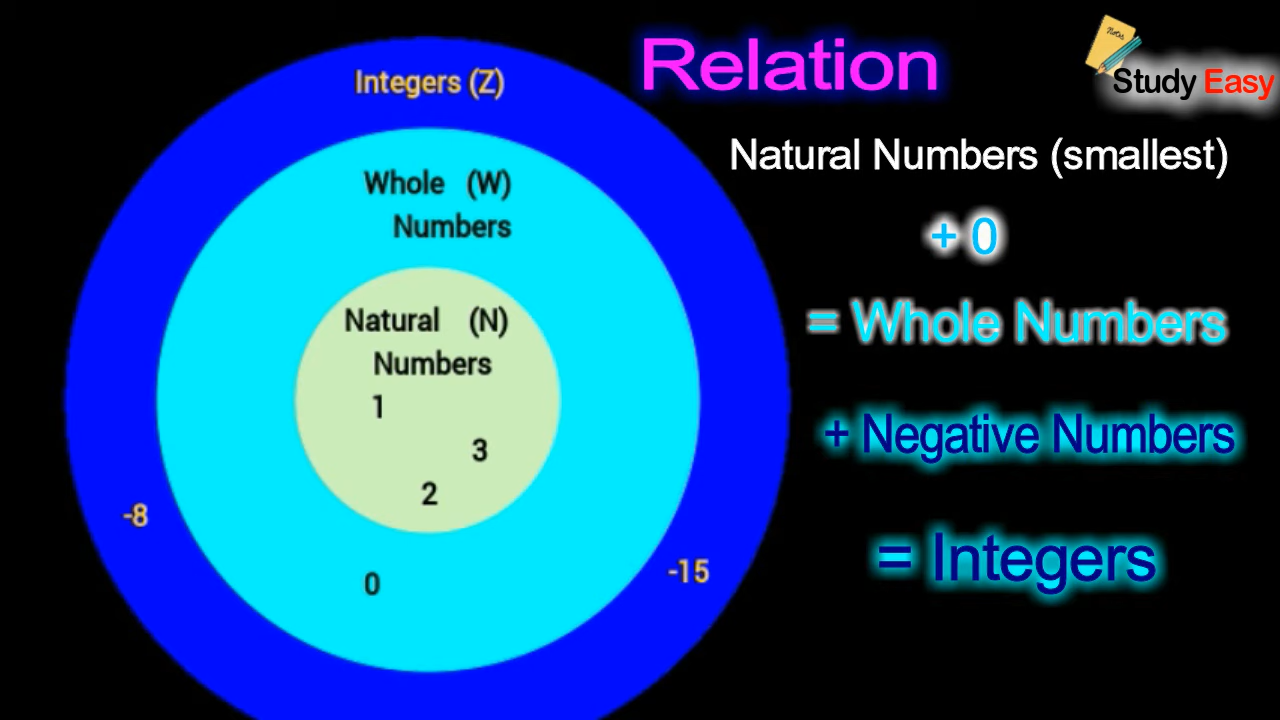 Relation
Notes
Study Easy
Integers (Z)
Whole (W)
Numbers
Natural (N)
Numbers
1
3
2
0
-8
-15
Natural Numbers (smallest)
+ 0
= Whole Numbers
+ Negative Numbers
= Integers